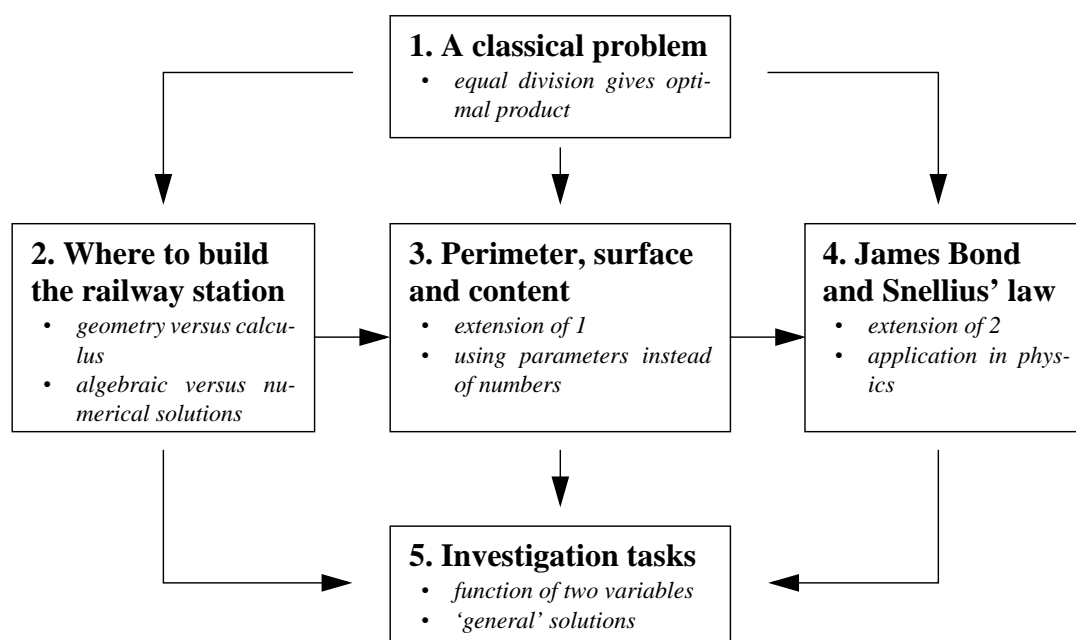 1. A classical problem
• equal division gives opti-
mal product
2. Where to build
the railway station
• geometry versus calcu-
lus
• algebraic versus nu-
merical solutions
3. Perimeter, surface
and content
• extension of 1
• using parameters instead
of numbers
4. James Bond
and Snellius’ law
• extension of 2
• application in phys-
ics
5. Investigation tasks
• function of two variables
• ‘general’ solutions